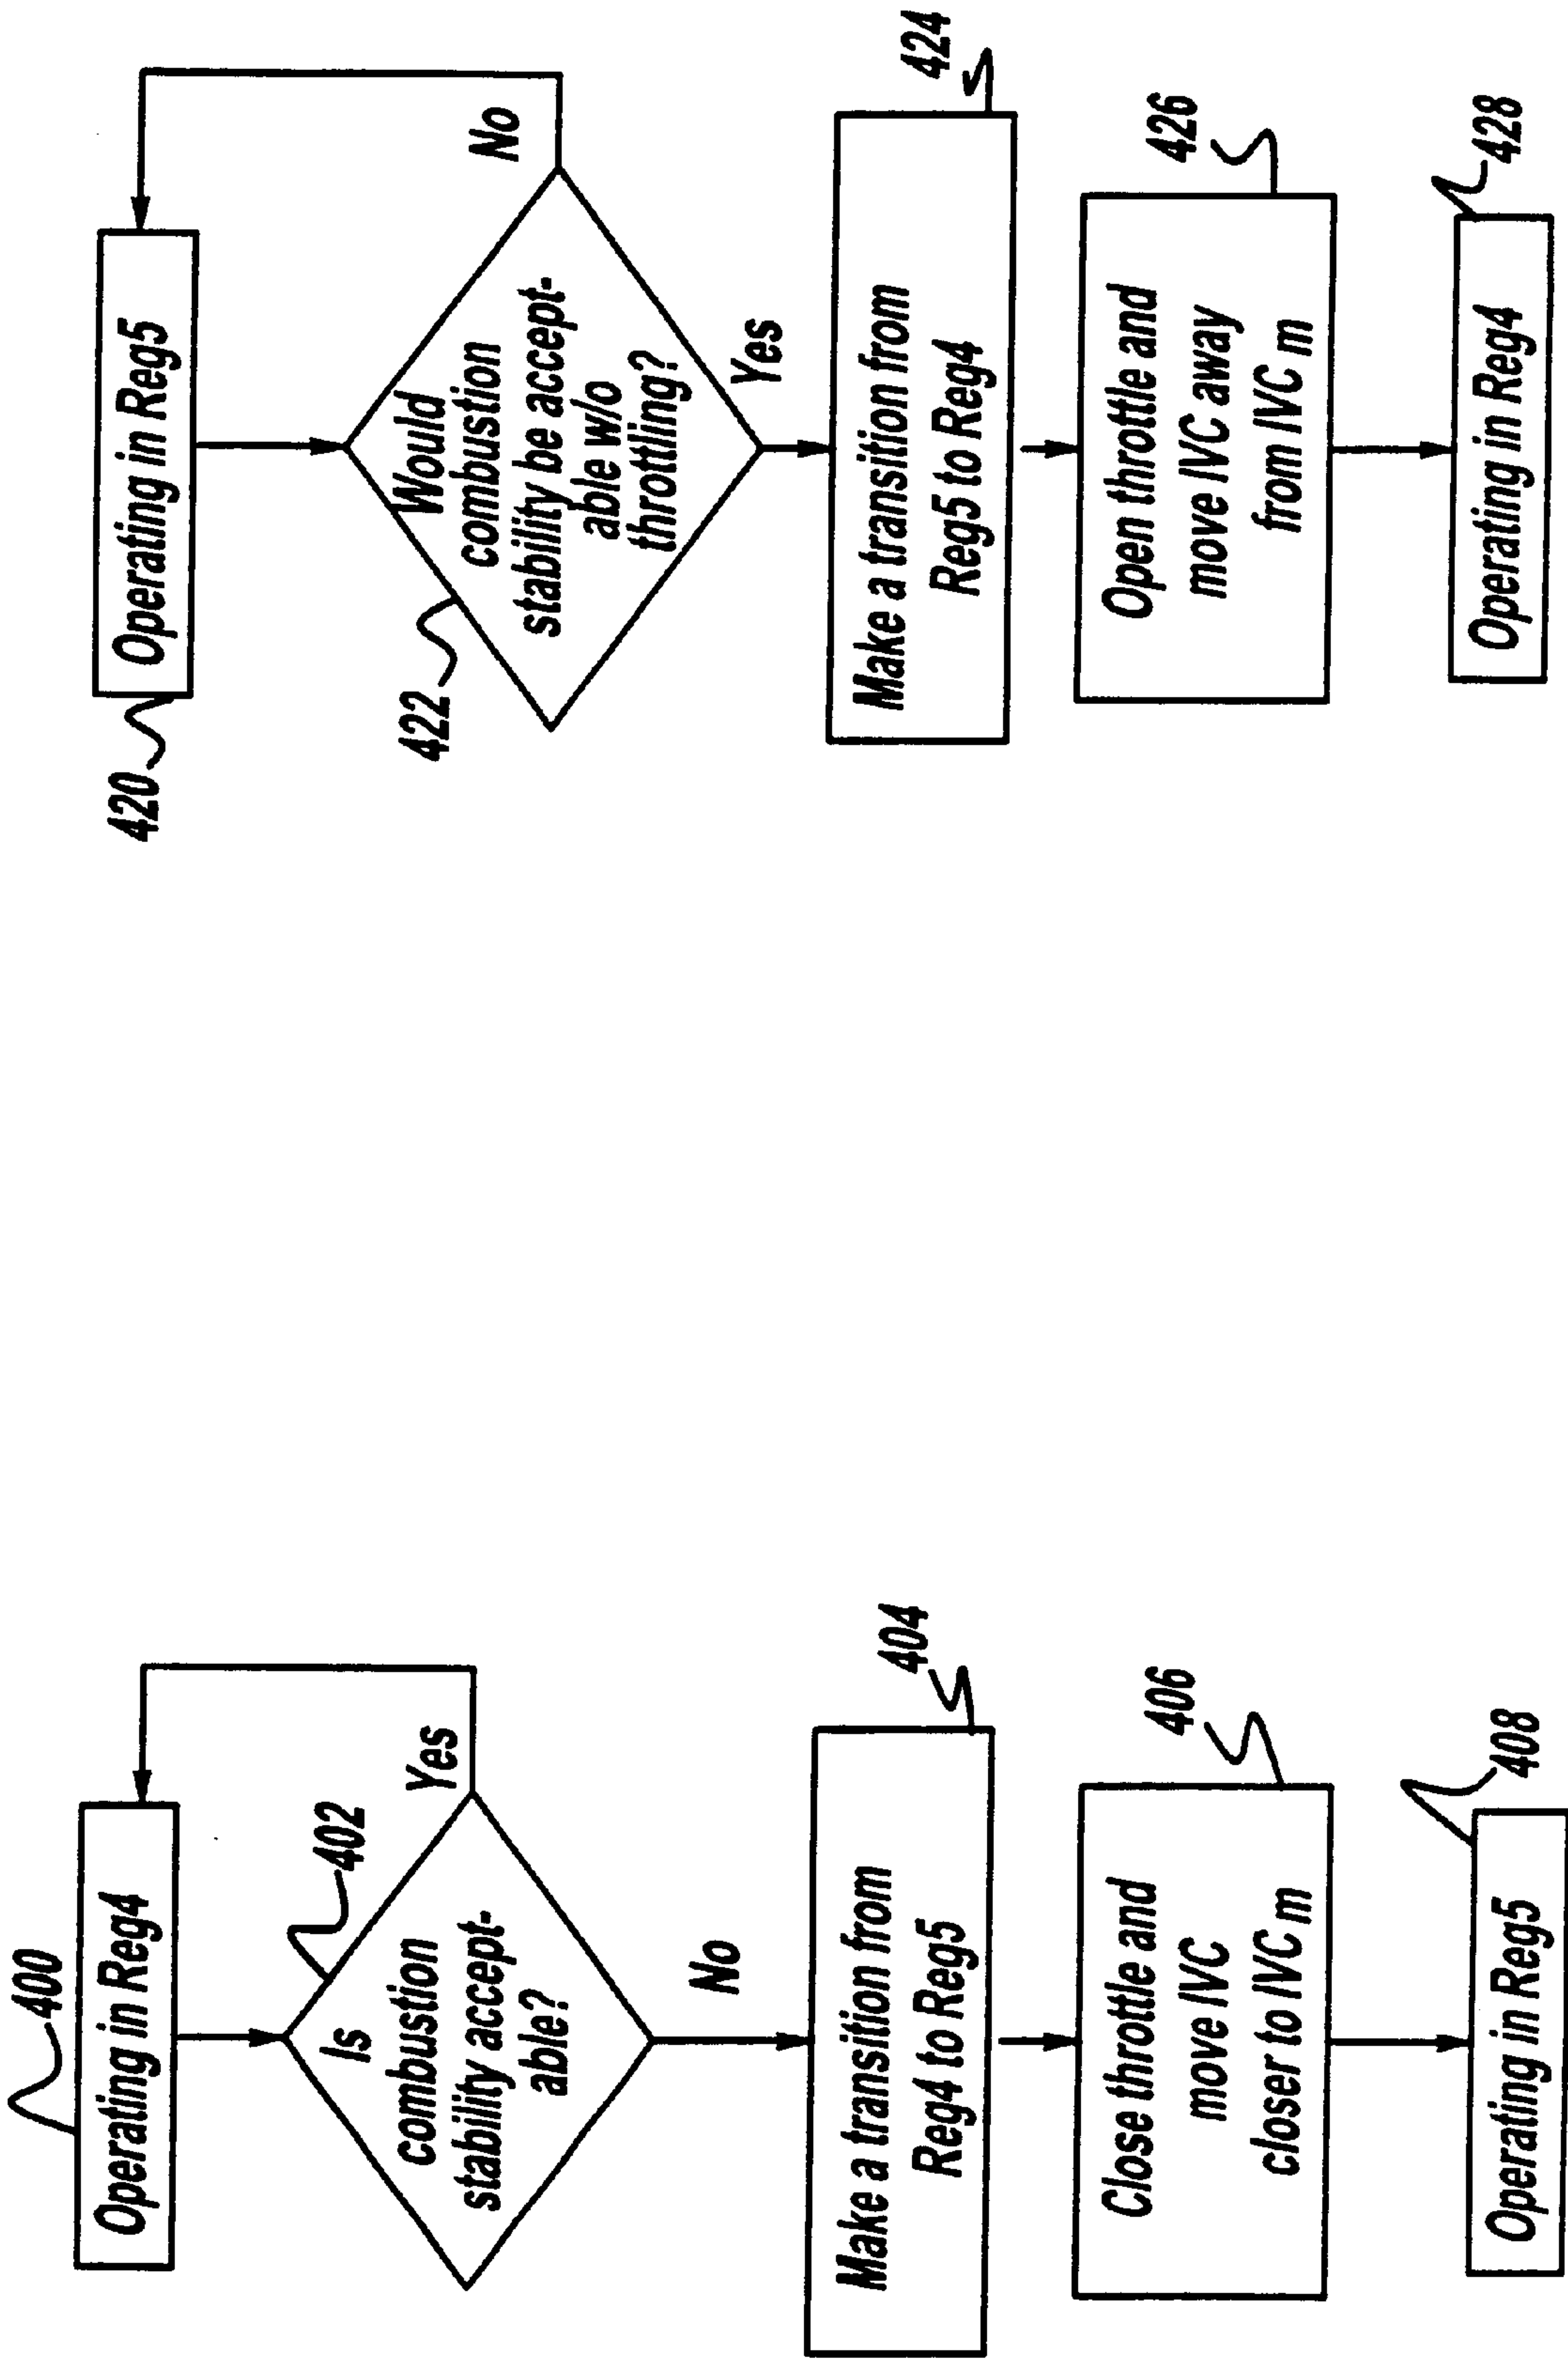 400
Operating in Reg4
402
Is
combustion
stability accept-
able?
Yes
No
404
Make a transition from
Reg4 to Reg5
406
Close throttle and
move IVC
closer to IVC m
408
Operating in Reg5
420
Operating in Reg5
422
Would
combustion
stability be accept-
able w/o
throttling?
No
Yes
424
Make a transition from
Reg5 to Reg4
426
Open throttle and
move IVC away
from IVC m
428
Operating in Reg4